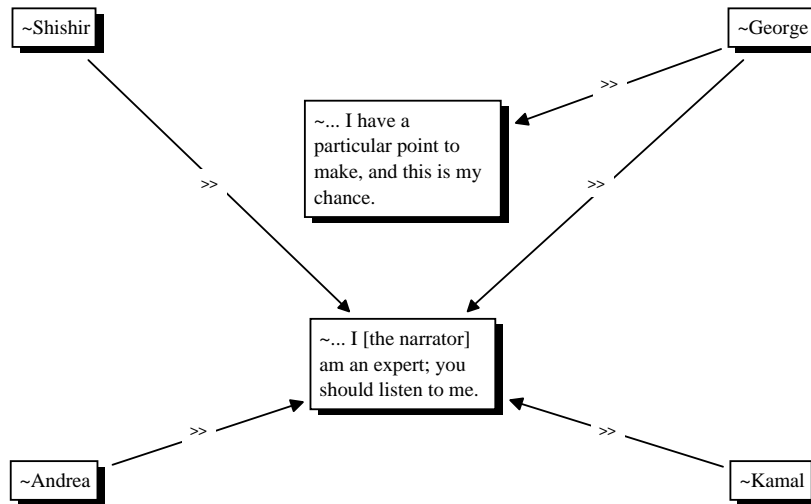 ~Shishir
~George
>>
~... I have a
particular point to
make, and this is my
chance.
>>
>>
~... I [the narrator]
am an expert; you
should listen to me.
>>
>>
~Andrea
~Kamal